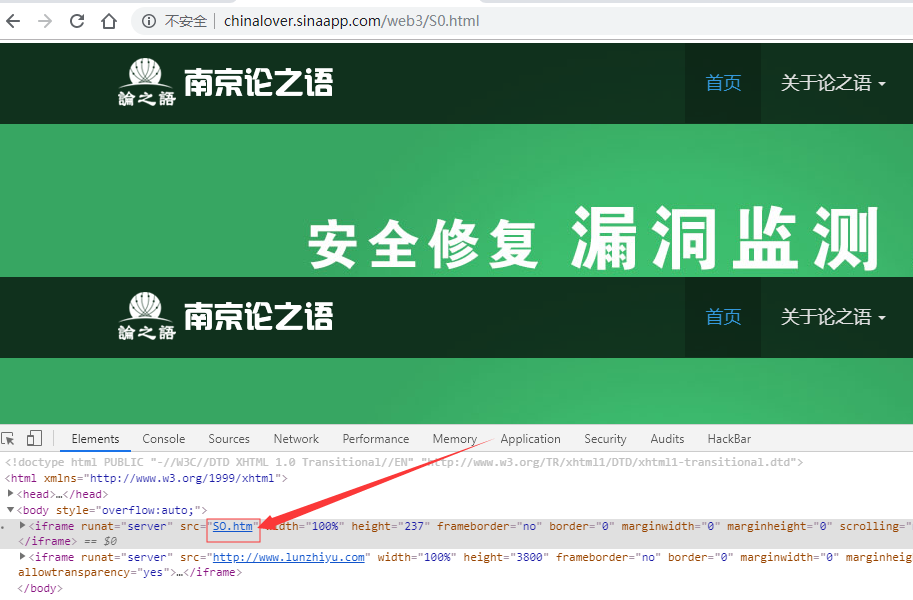 不安全 chinalover.sinaapp.com/web3/S0.html
論之語 南京论之语 首页 关于论之语
安全修复 漏洞监测
論之語 南京论之语 首页 关于论之语
Elements Console Sources Network Performance Memory Application Security Audits HackBar
<!doctype html PUBLIC "-//W3C//DTD XHTML 1.0 Transitional//EN" "http://www.w3.org/TR/xhtml1/DTD/xhtml1-transitional.dtd">
<html xmlns="http://www.w3.org/1999/xhtml">
<head>…</head>
<body style="overflow:auto;">
<iframe runat="server" src="SO.htm" width="100%" height="237" frameborder="no" border="0" marginwidth="0" marginheight="0" scrolling="
</iframe> == $0
<iframe runat="server" src="http://www.lunzhiyu.com" width="100%" height="3800" frameborder="no" border="0" marginwidth="0" marginheig
allowtransparency="yes">…</iframe>
</body>